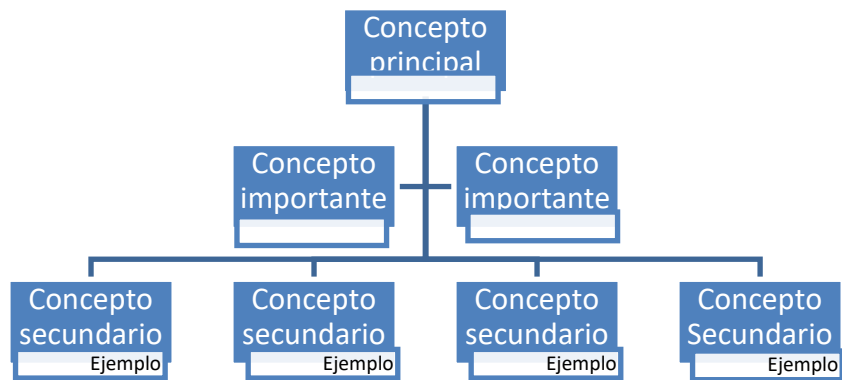 Concepto
principal
Concepto
importante
Concepto
importante
Concepto
secundario
Ejemplo
Concepto
secundario
Ejemplo
Concepto
secundario
Ejemplo
Concepto
Secundario
Ejemplo